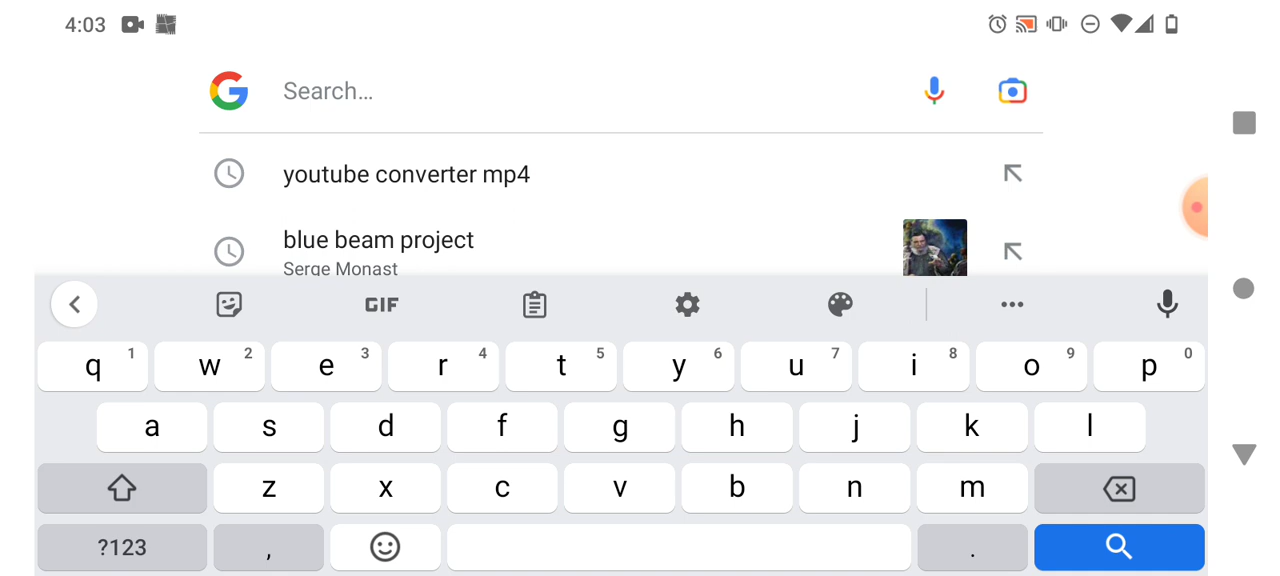 4:03
Search...
youtube converter mp4
blue beam project
Serge Monast
GIF
q 1 w 2 e 3 r 4 t 5 y 6 u 7 i 8 o 9 p 0
a s d f g h j k l
z x c v b n m
?123 , .